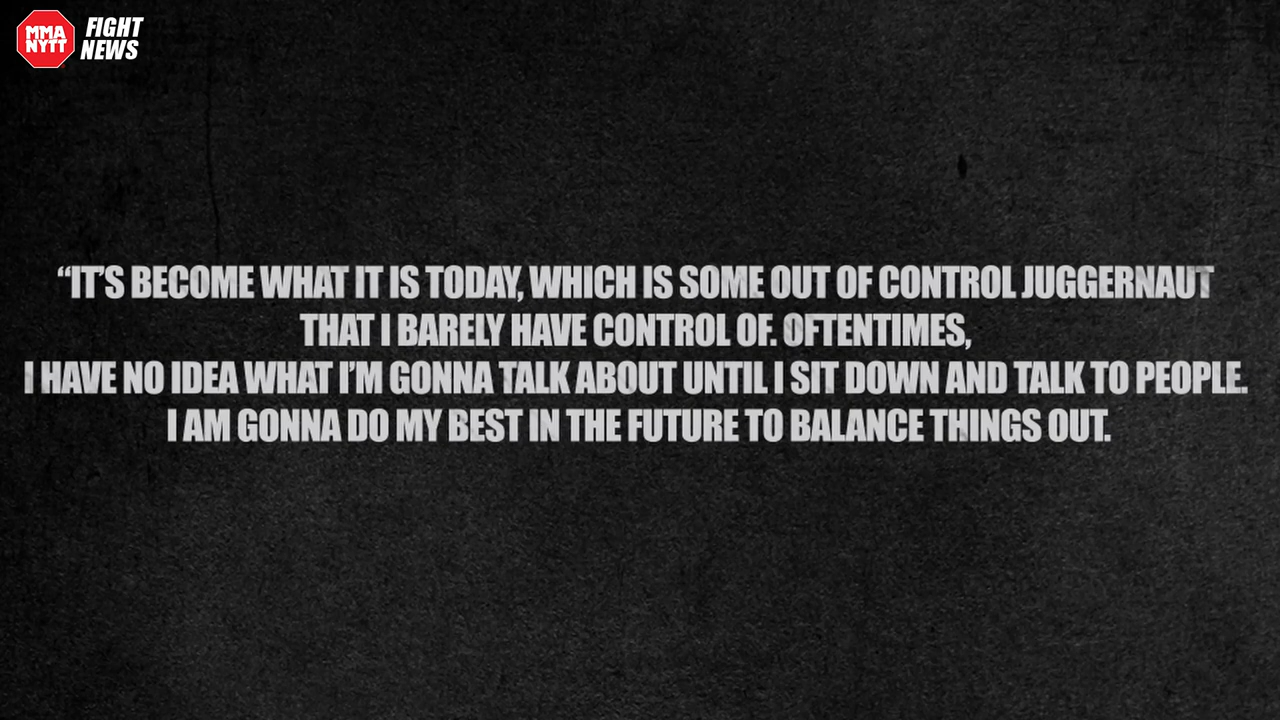 MMA
NYTT
FIGHT
NEWS
“IT’S BECOME WHAT IT IS TODAY, WHICH IS SOME OUT OF CONTROL JUGGERNAUT
THAT I BARELY HAVE CONTROL OF. OFTENTIMES,
I HAVE NO IDEA WHAT I’M GONNA TALK ABOUT UNTIL I SIT DOWN AND TALK TO PEOPLE.
I AM GONNA DO MY BEST IN THE FUTURE TO BALANCE THINGS OUT.